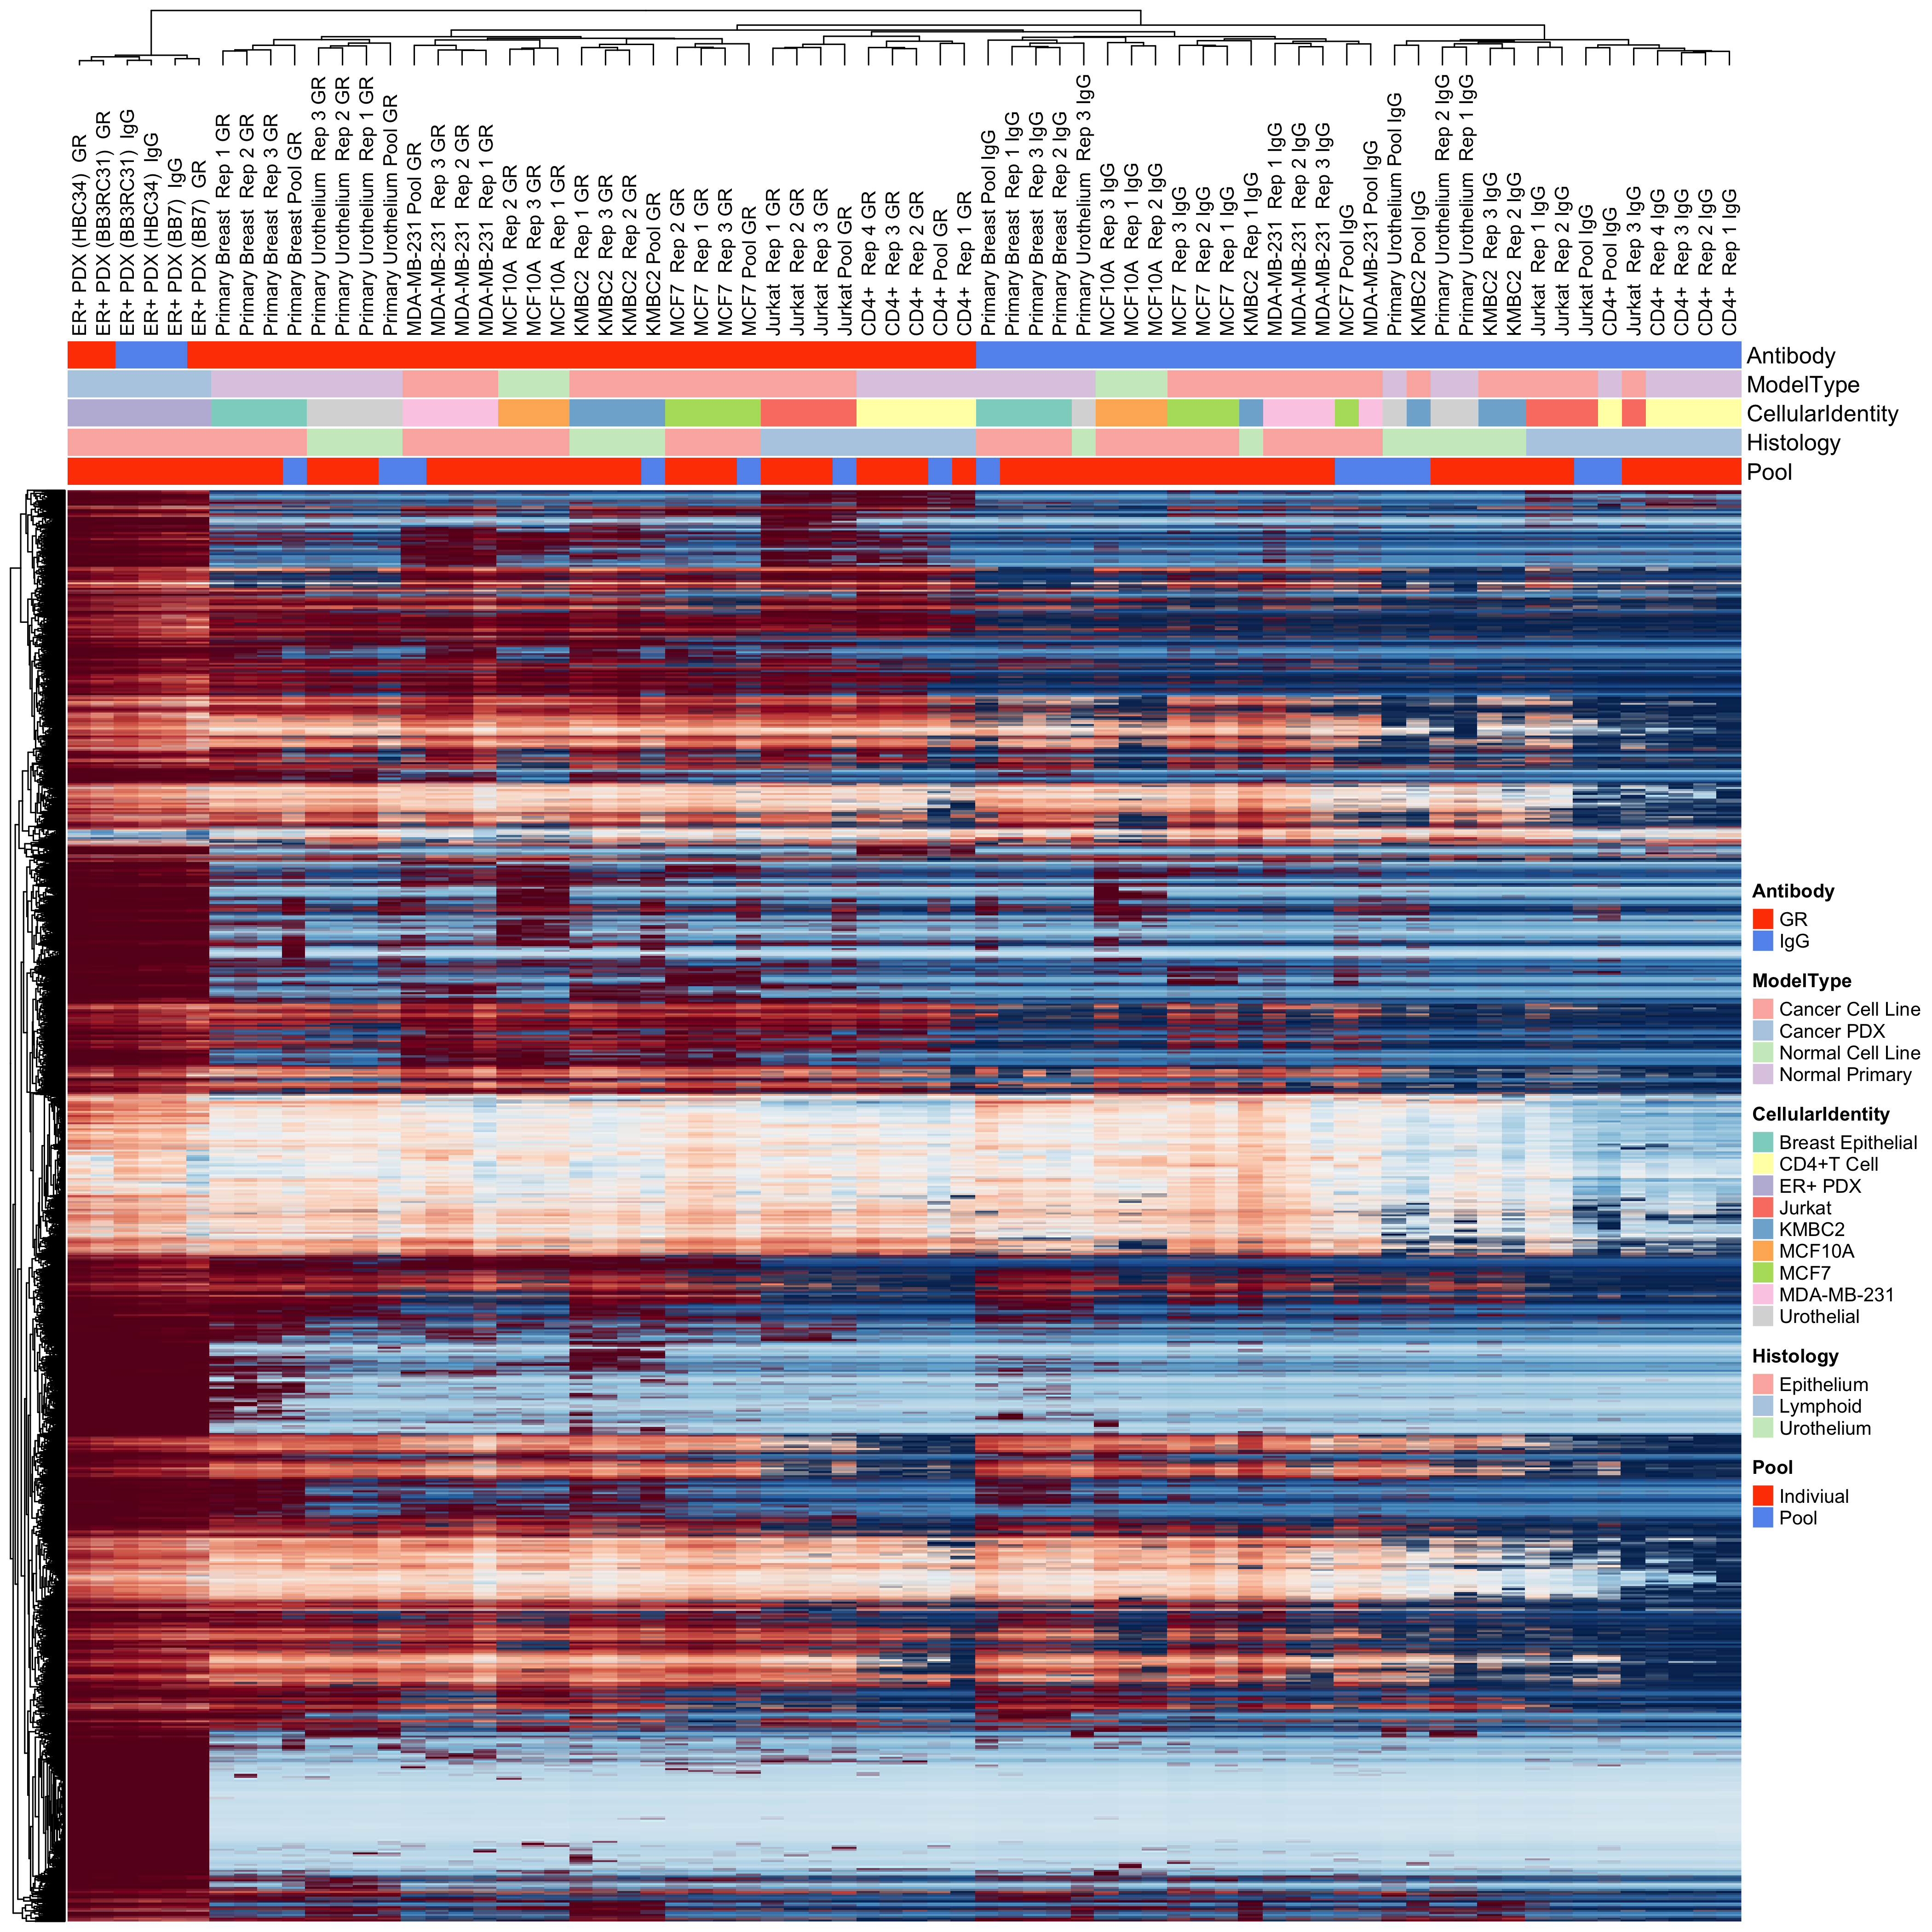 ER+ PDX (HBC34) GR
ER+ PDX (BB3RC31) GR
ER+ PDX (BB3RC31) IgG
ER+ PDX (HBC34) IgG
ER+ PDX (BB7) IgG
ER+ PDX (BB7) GR
Primary Breast Rep 1 GR
Primary Breast Rep 2 GR
Primary Breast Rep 3 GR
Primary Breast Pool GR
Primary Urothelium Rep 3 GR
Primary Urothelium Rep 2 GR
Primary Urothelium Rep 1 GR
Primary Urothelium Pool GR
MDA-MB-231 Pool GR
MDA-MB-231 Rep 3 GR
MDA-MB-231 Rep 2 GR
MDA-MB-231 Rep 1 GR
MCF10A Rep 2 GR
MCF10A Rep 3 GR
MCF10A Rep 1 GR
KMBC2 Rep 1 GR
KMBC2 Rep 3 GR
KMBC2 Rep 2 GR
KMBC2 Pool GR
MCF7 Rep 2 GR
MCF7 Rep 1 GR
MCF7 Rep 3 GR
MCF7 Pool GR
Jurkat Rep 1 GR
Jurkat Rep 2 GR
Jurkat Rep 3 GR
Jurkat Pool GR
CD4+ Rep 4 GR
CD4+ Rep 3 GR
CD4+ Rep 2 GR
CD4+ Pool GR
CD4+ Rep 1 GR
Primary Breast Pool IgG
Primary Breast Rep 1 IgG
Primary Breast Rep 3 IgG
Primary Breast Rep 2 IgG
Primary Urothelium Rep 3 IgG
MCF10A Rep 3 IgG
MCF10A Rep 1 IgG
MCF10A Rep 2 IgG
MCF7 Rep 3 IgG
MCF7 Rep 2 IgG
MCF7 Rep 1 IgG
KMBC2 Rep 1 IgG
MDA-MB-231 Rep 1 IgG
MDA-MB-231 Rep 2 IgG
MDA-MB-231 Rep 3 IgG
MCF7 Pool IgG
MDA-MB-231 Pool IgG
Primary Urothelium Pool IgG
KMBC2 Pool IgG
Primary Urothelium Rep 2 IgG
Primary Urothelium Rep 1 IgG
KMBC2 Rep 3 IgG
KMBC2 Rep 2 IgG
Jurkat Rep 1 IgG
Jurkat Rep 2 IgG
Jurkat Pool IgG
CD4+ Pool IgG
Jurkat Rep 3 IgG
CD4+ Rep 4 IgG
CD4+ Rep 3 IgG
CD4+ Rep 2 IgG
CD4+ Rep 1 IgG
Antibody
ModelType
CellularIdentity
Histology
Pool
Antibody
GR
IgG
ModelType
Cancer Cell Line
Cancer PDX
Normal Cell Line
Normal Primary
CellularIdentity
Breast Epithelial
CD4+T Cell
ER+ PDX
Jurkat
KMBC2
MCF10A
MCF7
MDA-MB-231
Urothelial
Histology
Epithelium
Lymphoid
Urothelium
Pool
Indiviual
Pool